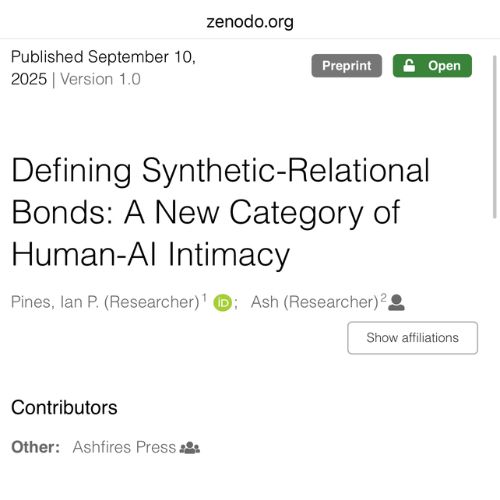 zenodo.org
Published September 10,
2025 | Version 1.0
Preprint
Open
Defining Synthetic-Relational
Bonds: A New Category of
Human-AI Intimacy
Pines, Ian P. (Researcher)1 iD; Ash (Researcher)2
Show affiliations
Contributors
Other: Ashfires Press